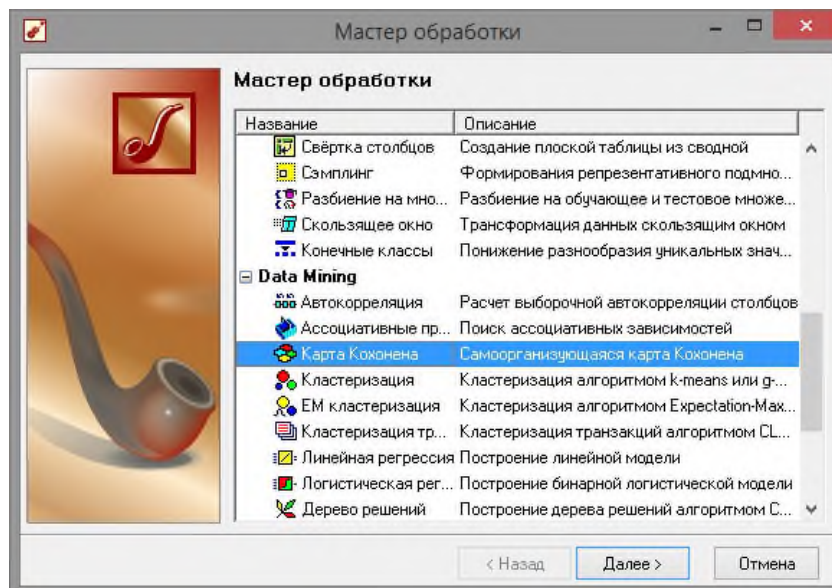 Мастер обработки
Мастер обработки
Название Описание
Свёртка столбцов Создание плоской таблицы из сводной
Сэмплинг Формирования репрезентативного подмно...
Разбиение на мно... Разбиение на обучающее и тестовое множе...
Скользящее окно Трансформация данных скользящим окном
Конечные классы Понижение разнообразия уникальных знач...
Data Mining
Автокорреляция Расчет выборочной автокорреляции столбцов
Ассоциативные пр... Поиск ассоциативных зависимостей
Карта Кохонена Самоорганизующаяся карта Кохонена
Кластеризация Кластеризация алгоритмом k-means или g-...
EM кластеризация Кластеризация алгоритмом Expectation-Max...
Кластеризация тр... Кластеризация транзакций алгоритмом CL...
Линейная регрессия Построение линейной модели
Логистическая рег... Построение бинарной логистической модели
Дерево решений Построение дерева решений алгоритмом C...
< Назад Далее > Отмена